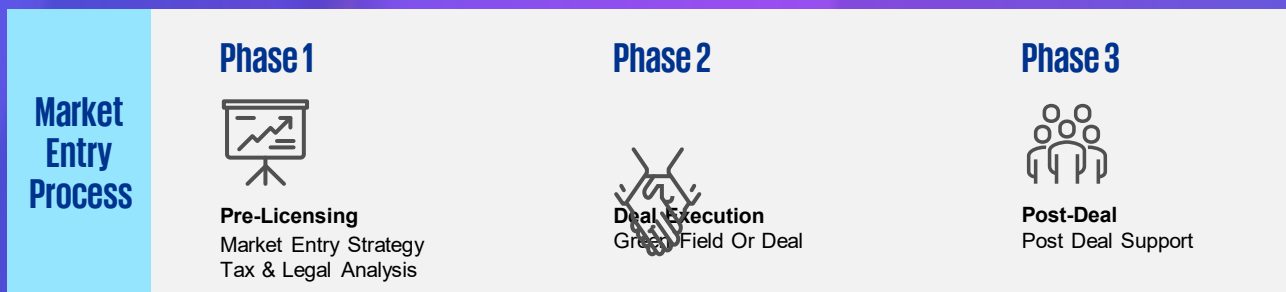 Market
Entry
Process
Phase 1
Pre-Licensing
Market Entry Strategy
Tax & Legal Analysis
Phase 2
Deal Execution
Green Field Or Deal
Phase 3
Post-Deal
Post Deal Support